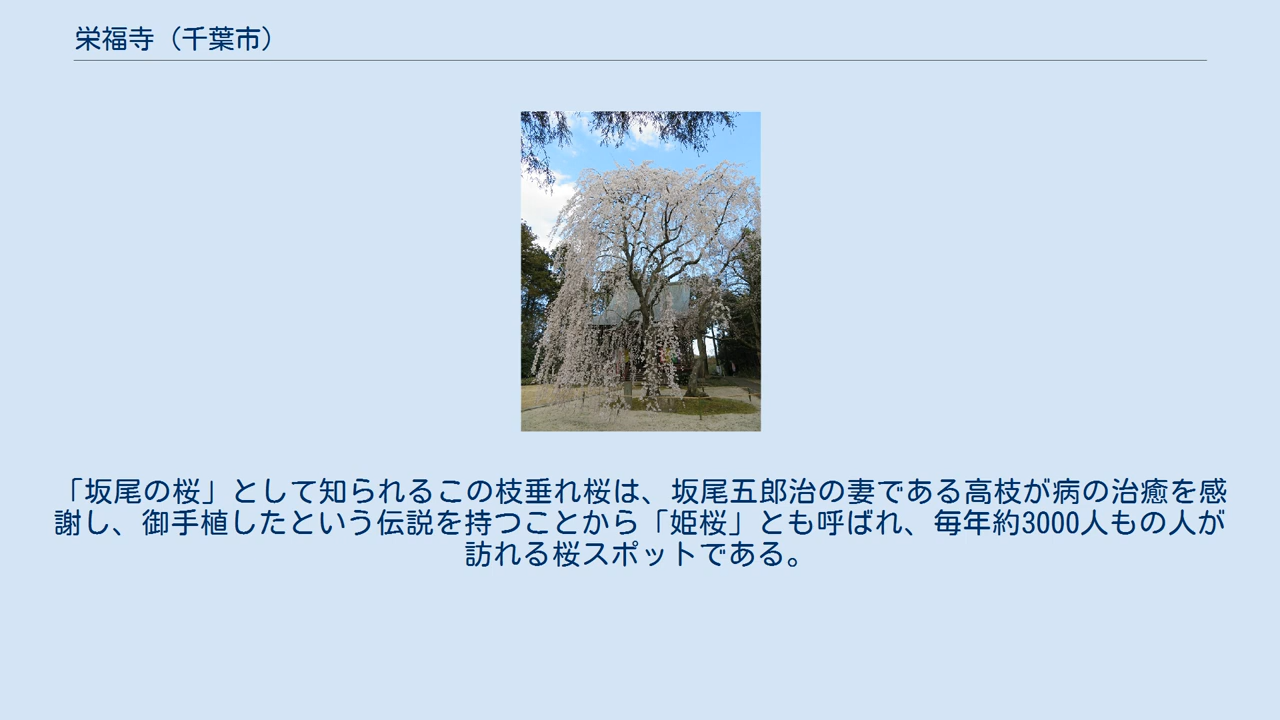 栄福寺（千葉市）
「坂尾の桜」として知られるこの枝垂れ桜は、坂尾五郎治の妻である高枝が病の治癒を感
謝し、御手植したという伝説を持つことから「姫桜」とも呼ばれ、毎年約3000人もの人が
訪れる桜スポットである。